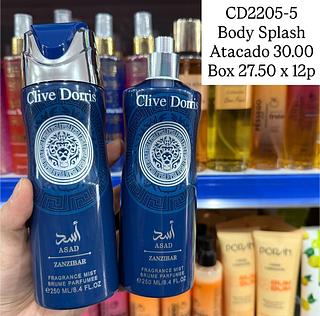 CD2205-5
Body Splash
Atacado 30.00
Box 27.50 x 12p
Clive Dorris
أسد
ASAD
ZANZIBAR
FRAGRANCE MIST
BRUME PARFUMÉE
℮250 ML/8.4 FL.OZ
Clive Dorris
أسد
ASAD
ZANZIBAR
FRAGRANCE MIST
BRUME PARFUMÉE
℮250 ML/8.4 FL.OZ